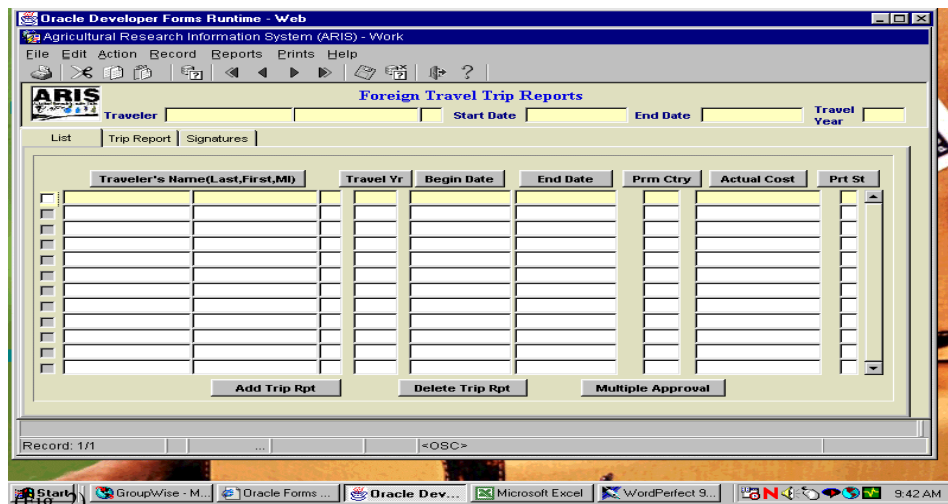 Oracle Developer Forms Runtime - Web
Agricultural Research Information System (ARIS) - Work
File Edit Action Record Reports Prints Help
ARIS
Foreign Travel Trip Reports
Traveler Start Date End Date Travel Year
List Trip Report Signatures
Traveler's Name(Last,First,MI) Travel Yr Begin Date End Date Prm Ctry Actual Cost Prt St
Add Trip Rpt Delete Trip Rpt Multiple Approval
Record: 1/1 ... <OSC>
Start GroupWise - M... Oracle Forms ... Oracle Dev... Microsoft Excel WordPerfect 9... N 9:42 AM